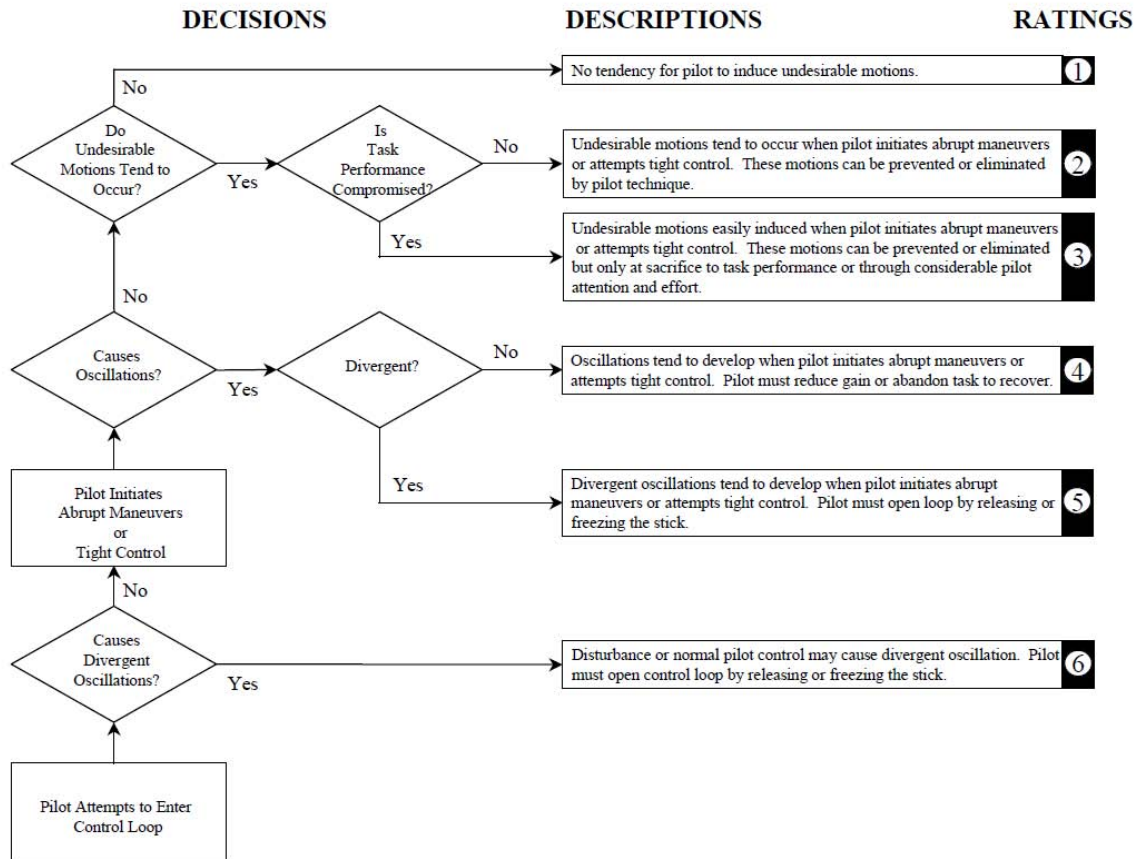 DECISIONS
DESCRIPTIONS
RATINGS
No tendency for pilot to induce undesirable motions.
1
No
Do
Undesirable
Motions Tend to
Occur?
Yes
Is
Task
Performance
Compromised?
No
Undesirable motions tend to occur when pilot initiates abrupt maneuvers
or attempts tight control. These motions can be prevented or eliminated
by pilot technique.
2
Yes
Undesirable motions easily induced when pilot initiates abrupt maneuvers
or attempts tight control. These motions can be prevented or eliminated
but only at sacrifice to task performance or through considerable pilot
attention and effort.
3
No
Causes
Oscillations?
Yes
Divergent?
No
Oscillations tend to develop when pilot initiates abrupt maneuvers or
attempts tight control. Pilot must reduce gain or abandon task to recover.
4
Yes
Divergent oscillations tend to develop when pilot initiates abrupt
maneuvers or attempts tight control. Pilot must open loop by releasing or
freezing the stick.
5
Pilot Initiates
Abrupt Maneuvers
or
Tight Control
No
Causes
Divergent
Oscillations?
Yes
Disturbance or normal pilot control may cause divergent oscillation. Pilot
must open control loop by releasing or freezing the stick.
6
Pilot Attempts to Enter
Control Loop